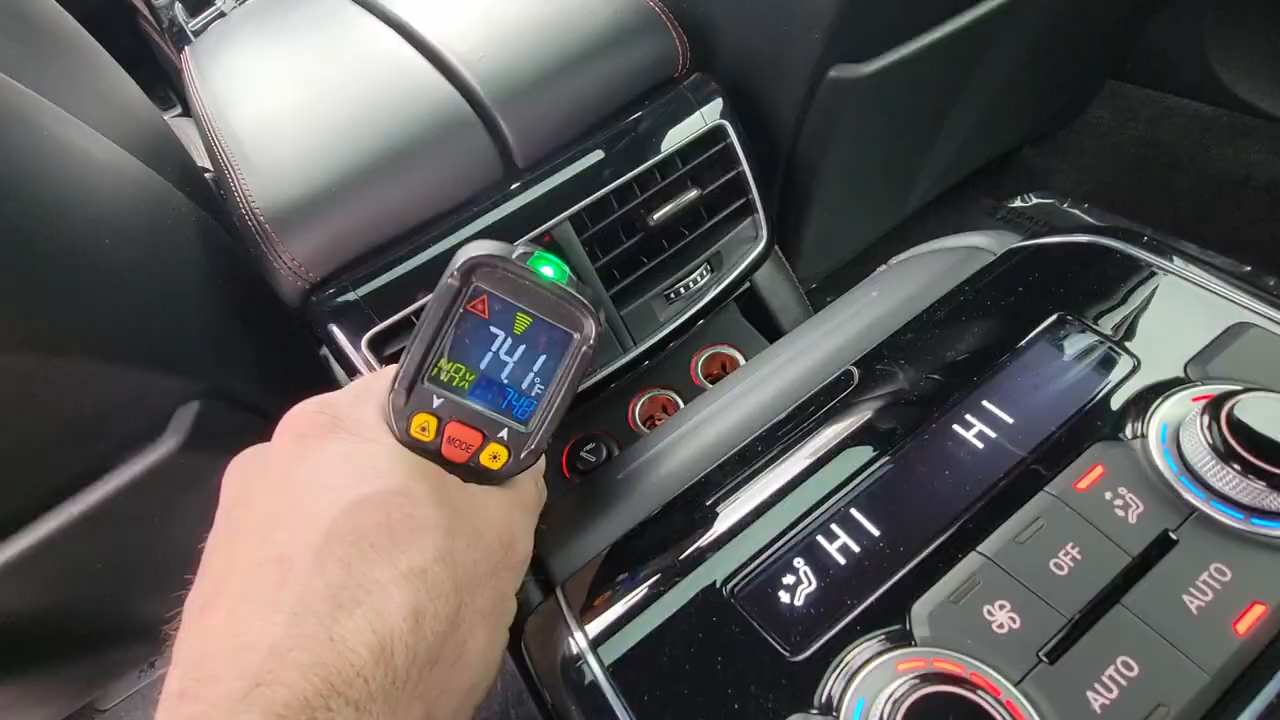 74.1°F
MAX 74.8
MODE
HI
HI
OFF
AUTO
AUTO